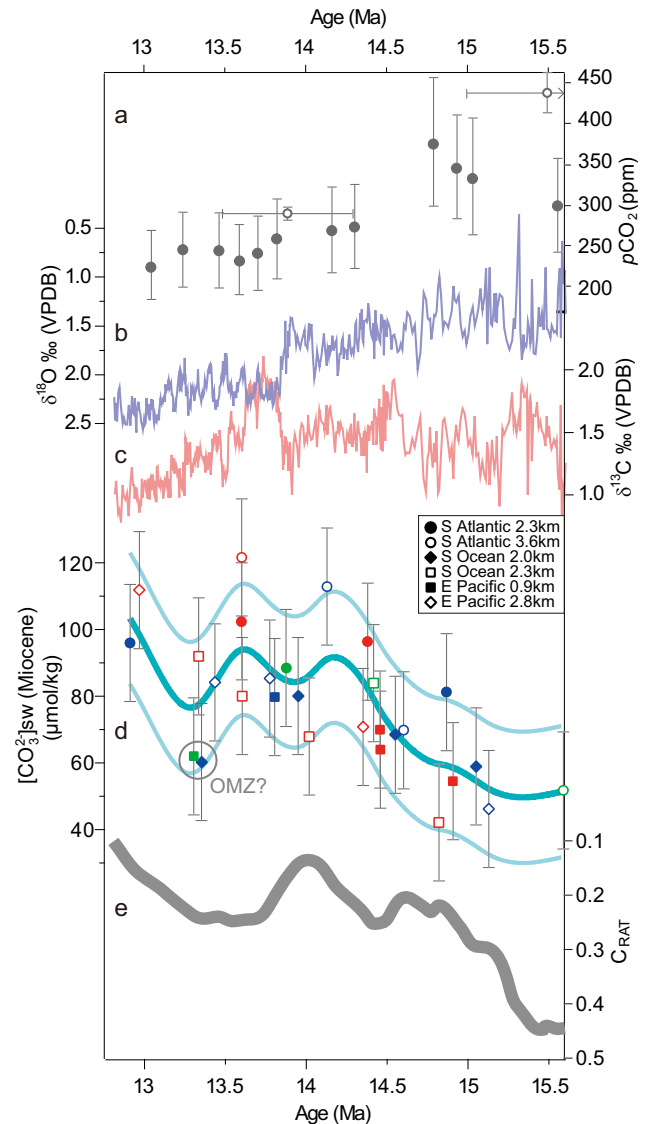 Age (Ma)
13 13.5 14 14.5 15 15.5
a
450
400
350
300
250
200
pCO₂ (ppm)
0.5
1.0
1.5
2.0
2.5
δ¹⁸O ‰ (VPDB)
b
2.0
1.5
1.0
δ¹³C ‰ (VPDB)
c
S Atlantic 2.3km
S Atlantic 3.6km
S Ocean 2.0km
S Ocean 2.3km
E Pacific 0.9km
E Pacific 2.8km
120
100
80
60
40
[CO₃²⁻]sw (Miocene)
(µmol/kg)
d
OMZ?
0.1
0.2
0.3
0.4
0.5
C_RAT
e
13 13.5 14 14.5 15 15.5
Age (Ma)